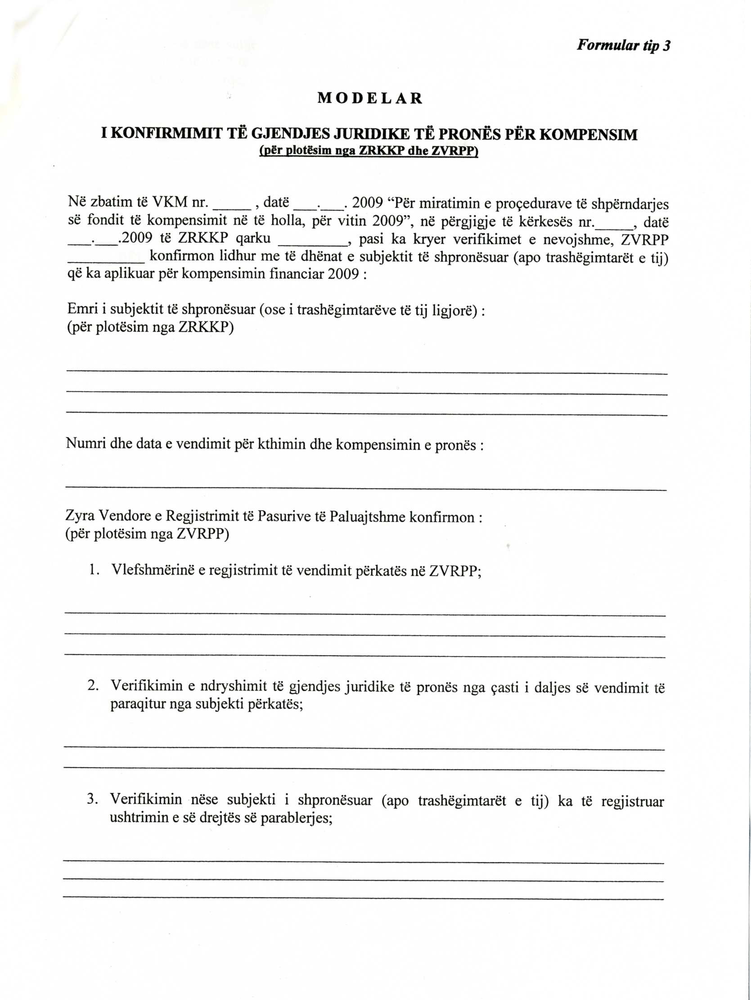 Formular tip 3
MODELAR
I KONFIRMIMIT TË GJENDJES JURIDIKE TË PRONËS PËR KOMPENSIM
(për plotësim nga ZRKKP dhe ZVRPP)
Në zbatim të VKM nr. _____ , datë ___.___. 2009 “Për miratimin e proçedurave të shpërndarjes
së fondit të kompensimit në të holla, për vitin 2009”, në përgjigje të kërkesës nr._____, datë
___.___.2009 të ZRKKP qarku _________, pasi ka kryer verifikimet e nevojshme, ZVRPP
__________ konfirmon lidhur me të dhënat e subjektit të shpronësuar (apo trashëgimtarët e tij)
që ka aplikuar për kompensimin financiar 2009 :
Emri i subjektit të shpronësuar (ose i trashëgimtarëve të tij ligjorë) :
(për plotësim nga ZRKKP)
Numri dhe data e vendimit për kthimin dhe kompensimin e pronës :
Zyra Vendore e Regjistrimit të Pasurive të Paluajtshme konfirmon :
(për plotësim nga ZVRPP)
1. Vlefshmërinë e regjistrimit të vendimit përkatës në ZVRPP;
2. Verifikimin e ndryshimit të gjendjes juridike të pronës nga çasti i daljes së vendimit të
paraqitur nga subjekti përkatës;
3. Verifikimin nëse subjekti i shpronësuar (apo trashëgimtarët e tij) ka të regjistruar
ushtrimin e së drejtës së parablerjes;